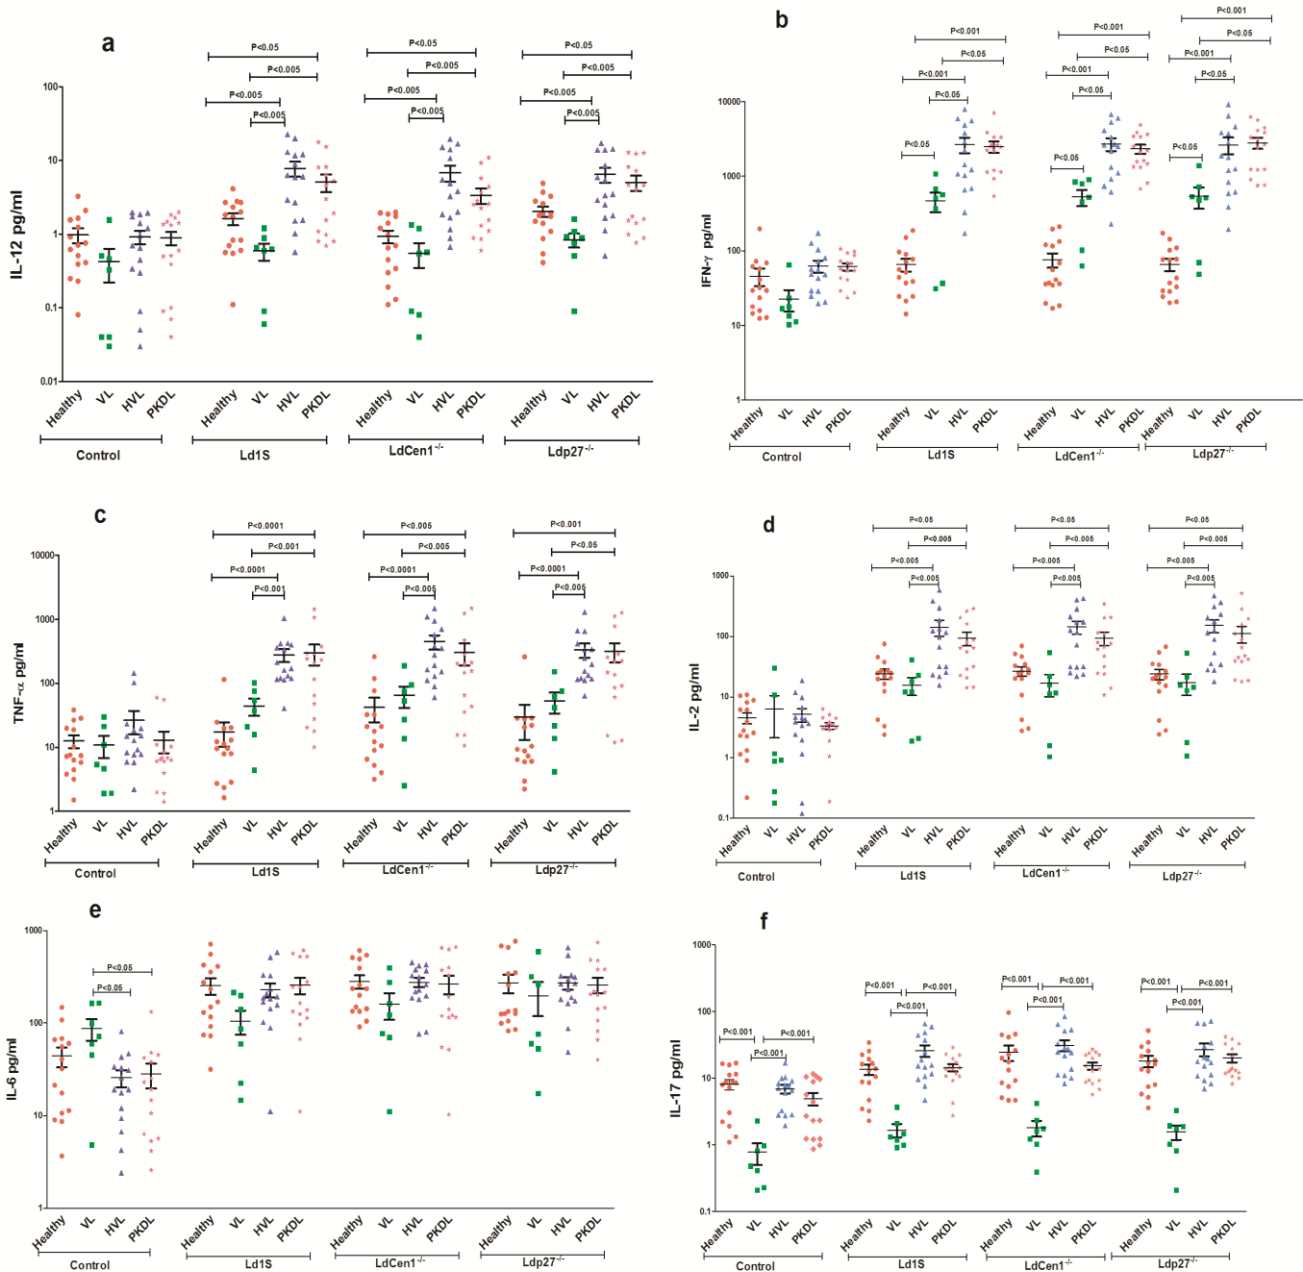 a
IL-12 pg/ml
100
10
1
0.1
0.01
P<0.05
P<0.005
P<0.005
P<0.005
P<0.05
P<0.005
P<0.005
P<0.005
P<0.05
P<0.005
P<0.005
P<0.005
Healthy VL HVL PKDL Healthy VL HVL PKDL Healthy VL HVL PKDL Healthy VL HVL PKDL
Control Ld1S LdCen1-/- Ldp27-/-
b
IFN-γ pg/ml
10000
1000
100
10
1
P<0.001
P<0.05
P<0.001
P<0.05
P<0.05
P<0.001
P<0.05
P<0.001
P<0.05
P<0.05
P<0.001
P<0.05
P<0.001
P<0.05
P<0.05
Healthy VL HVL PKDL Healthy VL HVL PKDL Healthy VL HVL PKDL Healthy VL HVL PKDL
Control Ld1S LdCen1-/- Ldp27-/-
c
TNF-α pg/ml
10000
1000
100
10
1
P<0.0001
P<0.001
P<0.0001
P<0.001
P<0.005
P<0.005
P<0.0001
P<0.005
P<0.001
P<0.05
P<0.0001
P<0.005
Healthy VL HVL PKDL Healthy VL HVL PKDL Healthy VL HVL PKDL Healthy VL HVL PKDL
Control Ld1S LdCen1-/- Ldp27-/-
d
IL-2 pg/ml
1000
100
10
1
0.1
P<0.05
P<0.005
P<0.005
P<0.005
P<0.05
P<0.005
P<0.005
P<0.005
P<0.05
P<0.005
P<0.005
P<0.005
Healthy VL HVL PKDL Healthy VL HVL PKDL Healthy VL HVL PKDL Healthy VL HVL PKDL
Control Ld1S LdCen1-/- Ldp27-/-
e
IL-6 pg/ml
1000
100
10
1
P<0.05
P<0.05
Healthy VL HVL PKDL Healthy VL HVL PKDL Healthy VL HVL PKDL Healthy VL HVL PKDL
Control Ld1S LdCen1-/- Ldp27-/-
f
IL-17 pg/ml
1000
100
10
1
0.1
P<0.001
P<0.001
P<0.001
P<0.001
P<0.001
P<0.001
P<0.001
P<0.001
P<0.001
P<0.001
P<0.001
P<0.001
Healthy VL HVL PKDL Healthy VL HVL PKDL Healthy VL HVL PKDL Healthy VL HVL PKDL
Control Ld1S LdCen1-/- Ldp27-/-